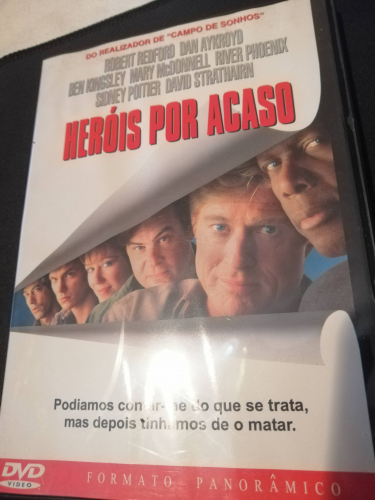 DO REALIZADOR DE "CAMPO DE SONHOS"
ROBERT REDFORD DAN AYKROYD
BEN KINGSLEY MARY McDONNELL RIVER PHOENIX
SIDNEY POITIER DAVID STRATHAIRN
HERÓIS POR ACASO
Podiamos do que se trata,
mas depois tinhamos de o matar.
DVD
VIDEO
FORMATO PANORÂMICO